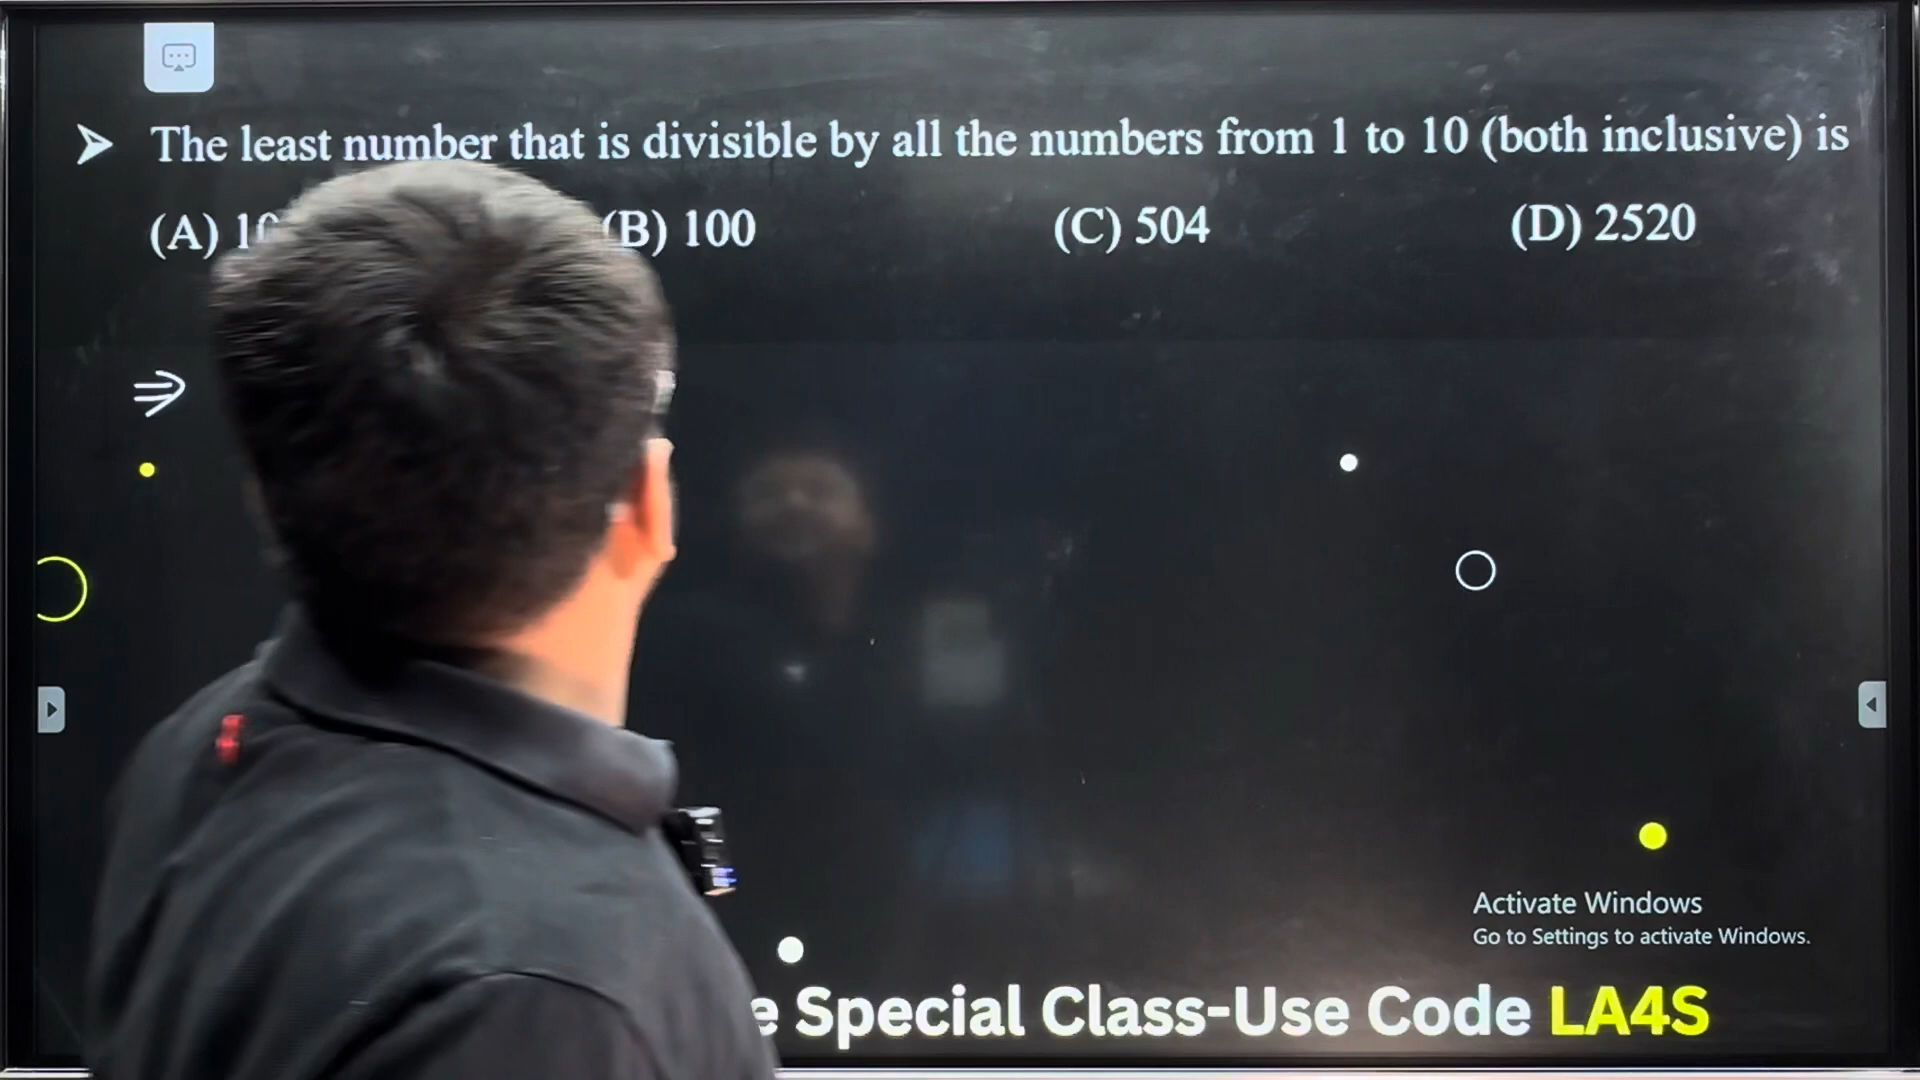 ➤ The least number that is divisible by all the numbers from 1 to 10 (both inclusive) is
(A) 10 (B) 100 (C) 504 (D) 2520
⇒
Activate Windows
Go to Settings to activate Windows.
Special Class-Use Code LA4S